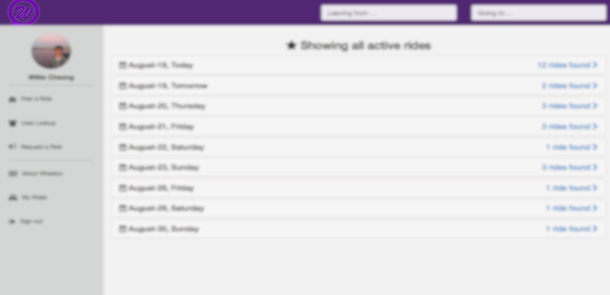 Leaving from ...
Going to ...
★ Showing all active rides
Willis Cheung
Post a Ride
User Lookup
Request a Ride
About Wheelzo
My Rides
Sign out
August-18, Today 12 rides found
August-19, Tomorrow 2 rides found
August-20, Thursday 3 rides found
August-21, Friday 3 rides found
August-22, Saturday 1 ride found
August-23, Sunday 3 rides found
August-28, Friday 1 ride found
August-29, Saturday 1 ride found
August-30, Sunday 1 ride found